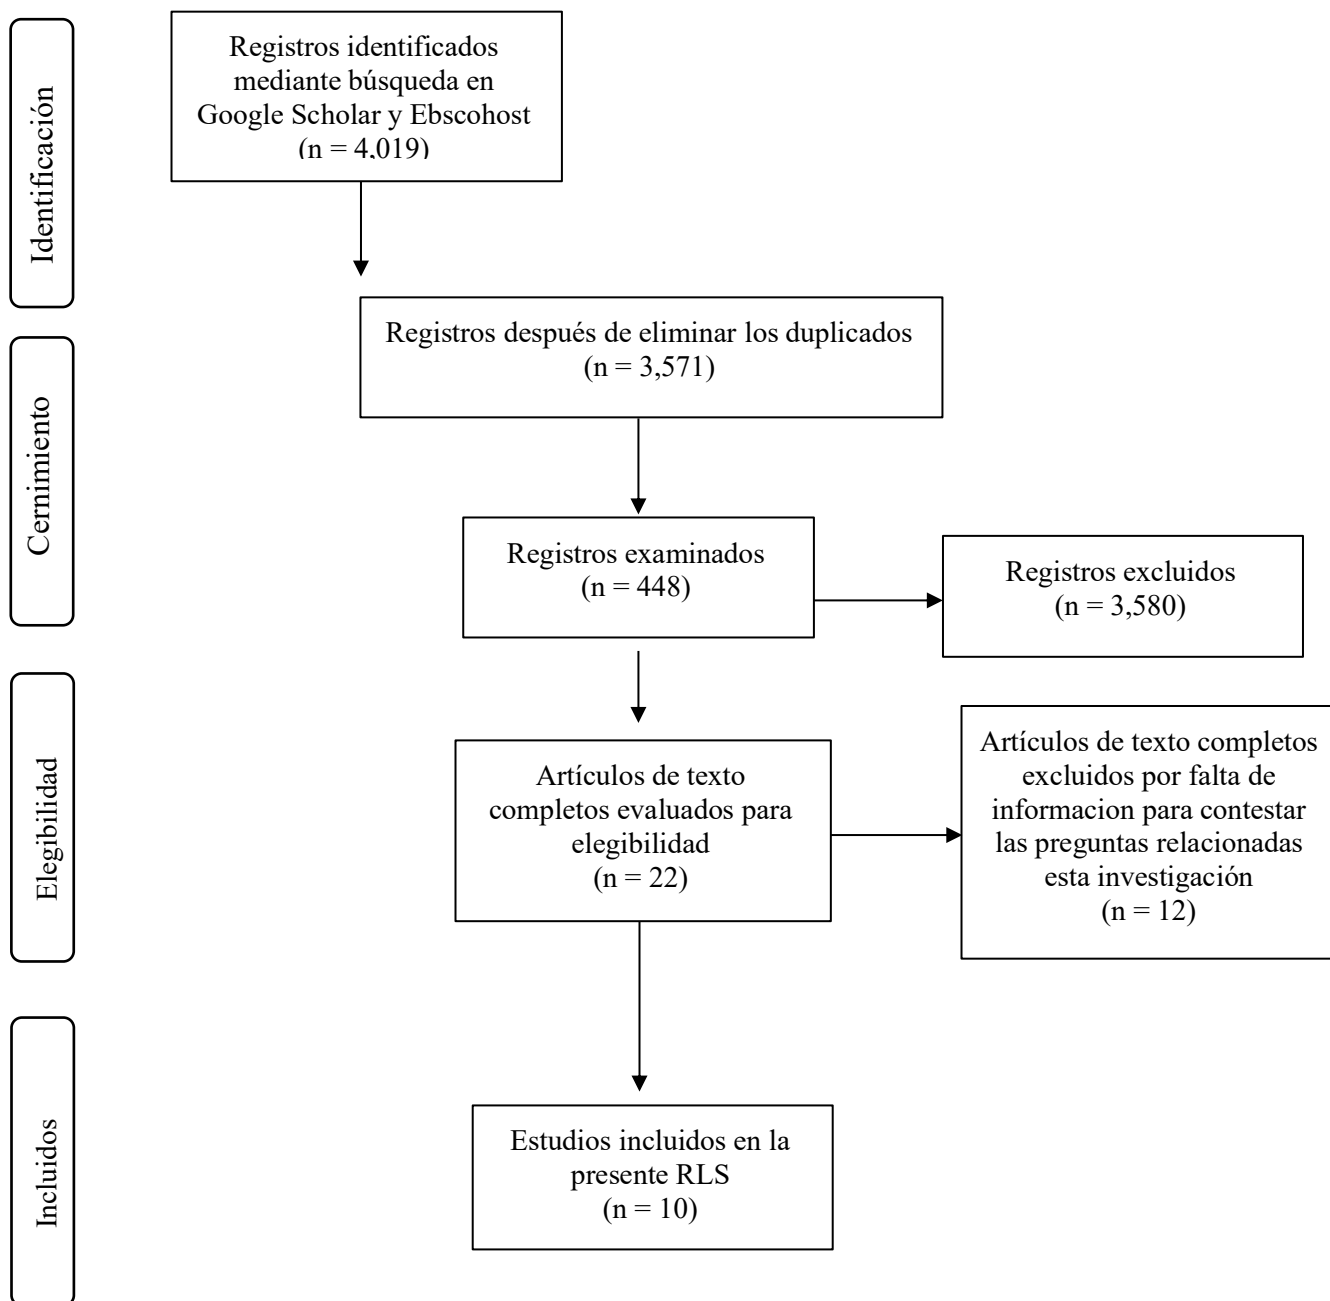 Identificación
Registros identificados
mediante búsqueda en
Google Scholar y Ebscohost
(n = 4,019)
Cernimiento
Registros después de eliminar los duplicados
(n = 3,571)
Registros examinados
(n = 448)
Registros excluidos
(n = 3,580)
Elegibilidad
Artículos de texto
completos evaluados para
elegibilidad
(n = 22)
Artículos de texto completos
excluidos por falta de
informacion para contestar
las preguntas relacionadas
esta investigación
(n = 12)
Incluidos
Estudios incluidos en la
presente RLS
(n = 10)